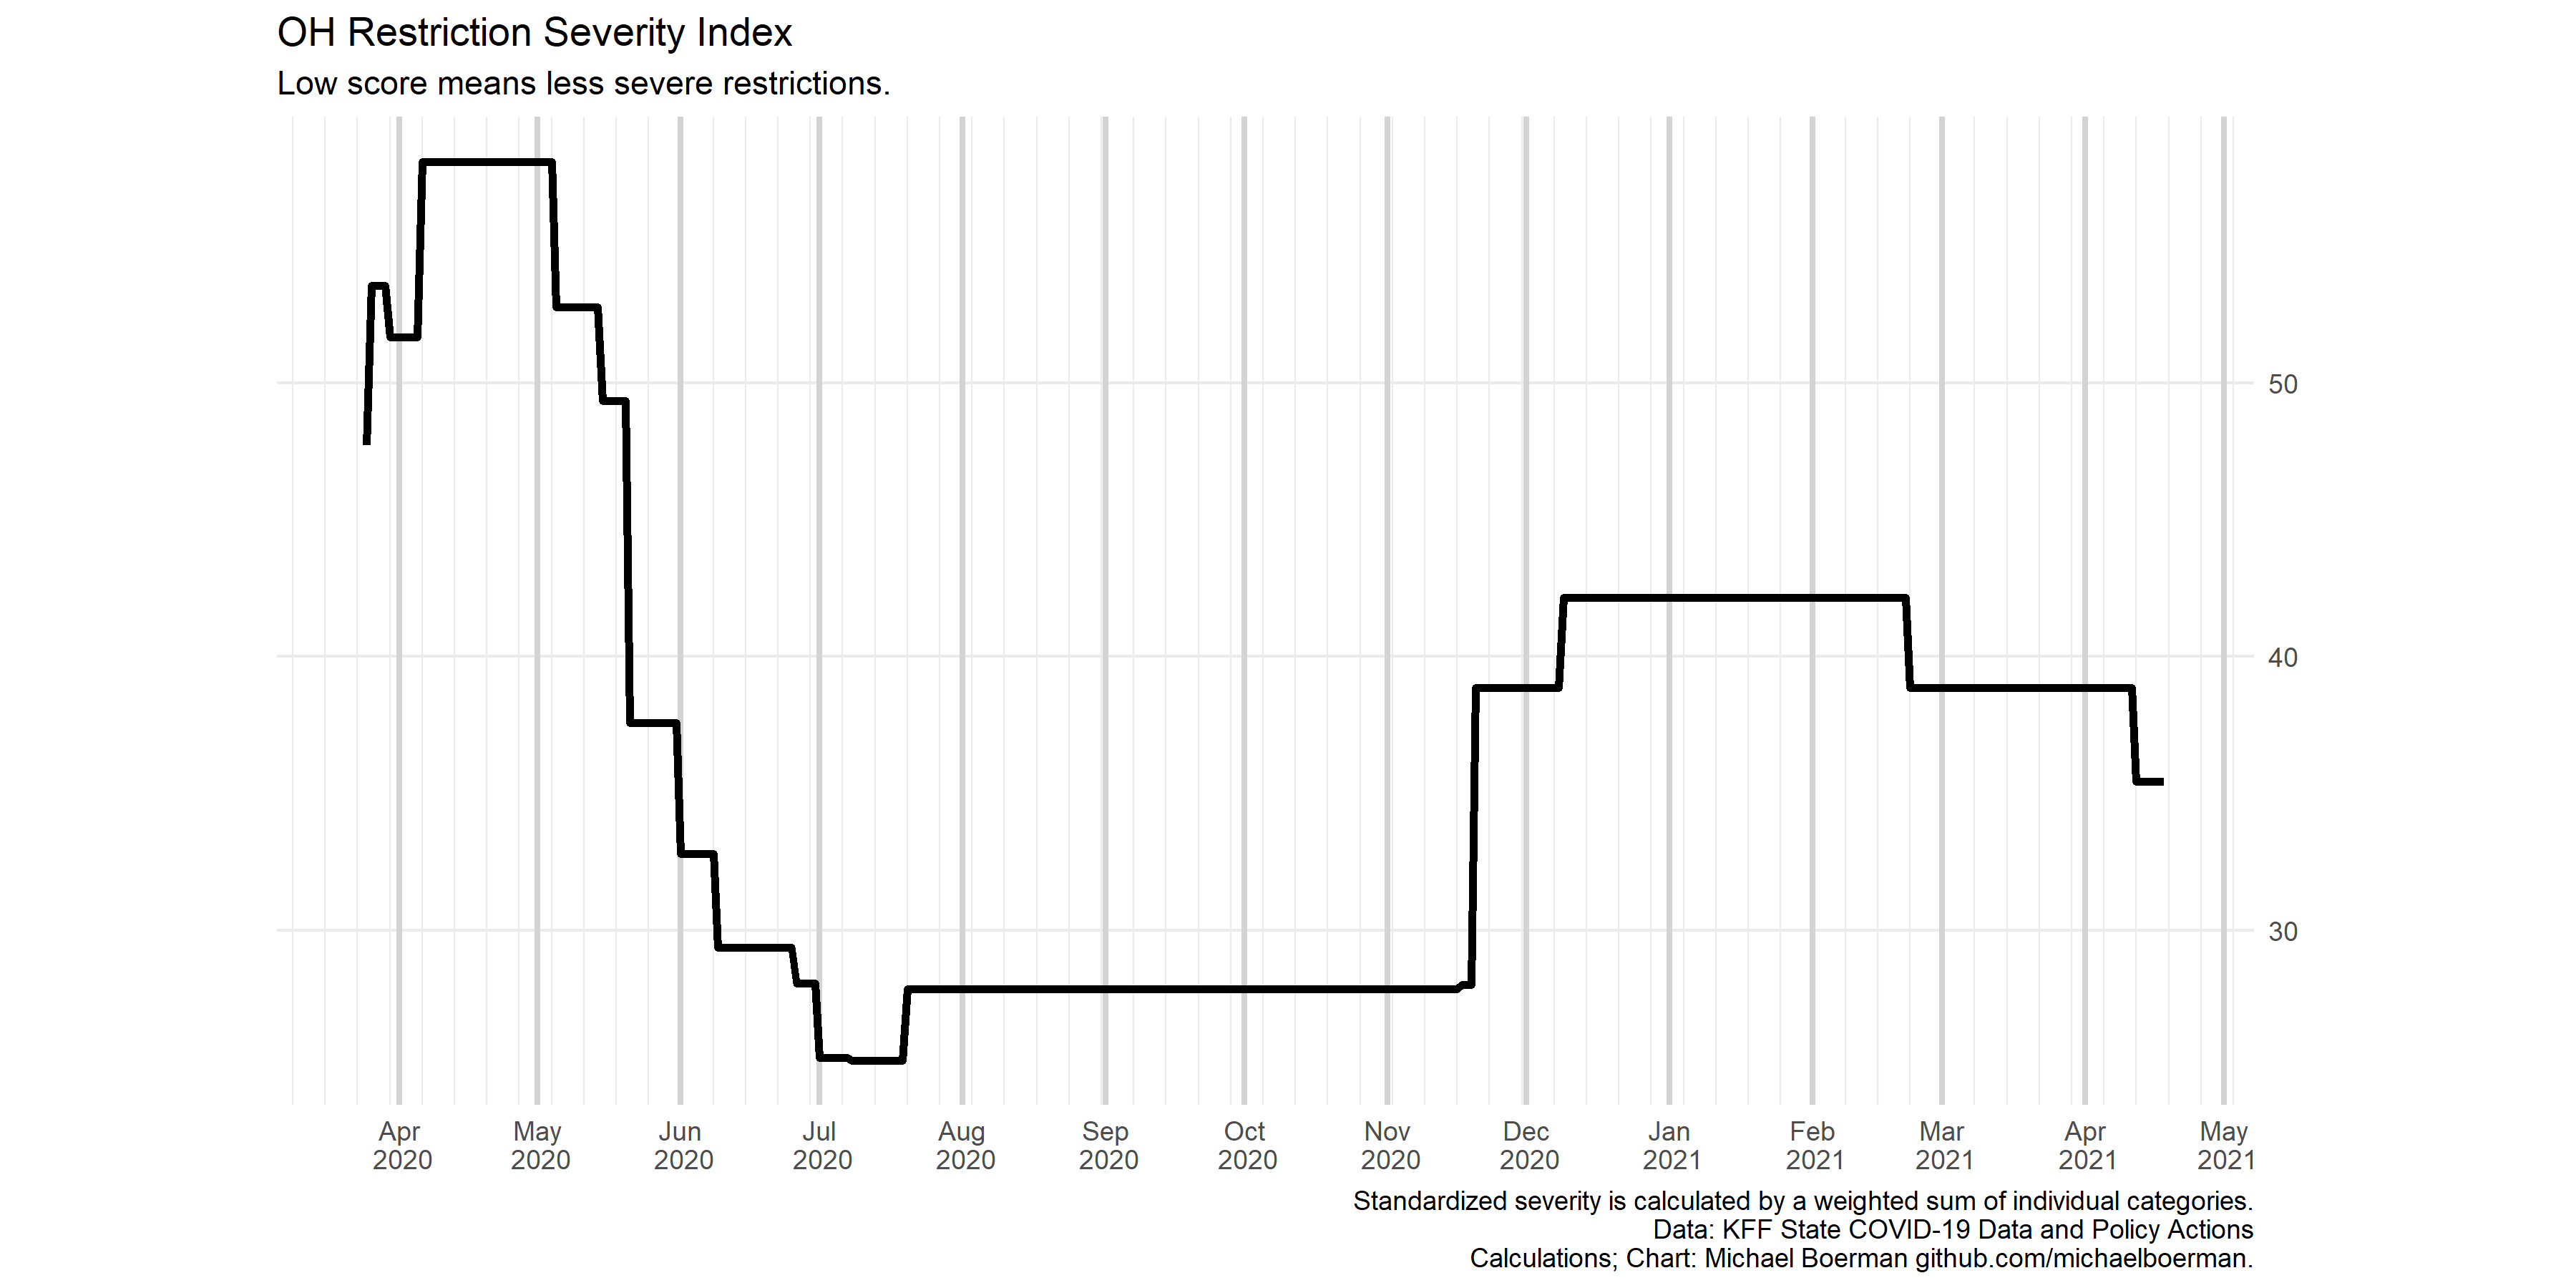 OH Restriction Severity Index
Low score means less severe restrictions.
50
40
30
Apr May Jun Jul Aug Sep Oct Nov Dec Jan Feb Mar Apr May
2020 2020 2020 2020 2020 2020 2020 2020 2020 2021 2021 2021 2021 2021
Standardized severity is calculated by a weighted sum of individual categories.
Data: KFF State COVID-19 Data and Policy Actions
Calculations; Chart: Michael Boerman github.com/michaelboerman.